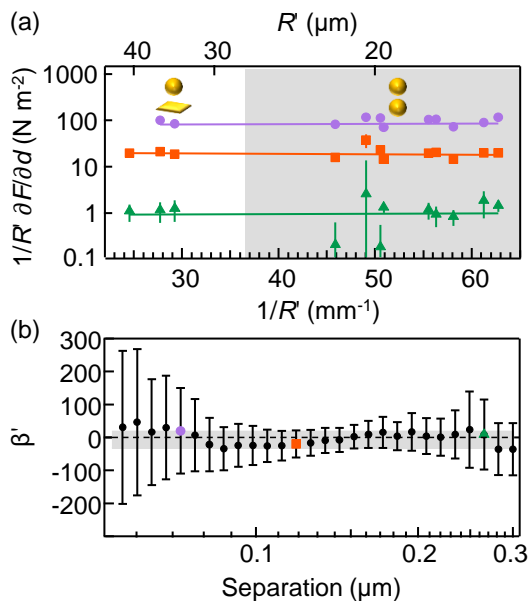 (a)
R' (μm)
40 30 20
1/R' ∂F/∂d (N m-2)
1000
100
10
1
0.1
30 40 50 60
1/R' (mm-1)
(b)
β'
300
200
100
0
-100
-200
0.1 0.2 0.3
Separation (μm)